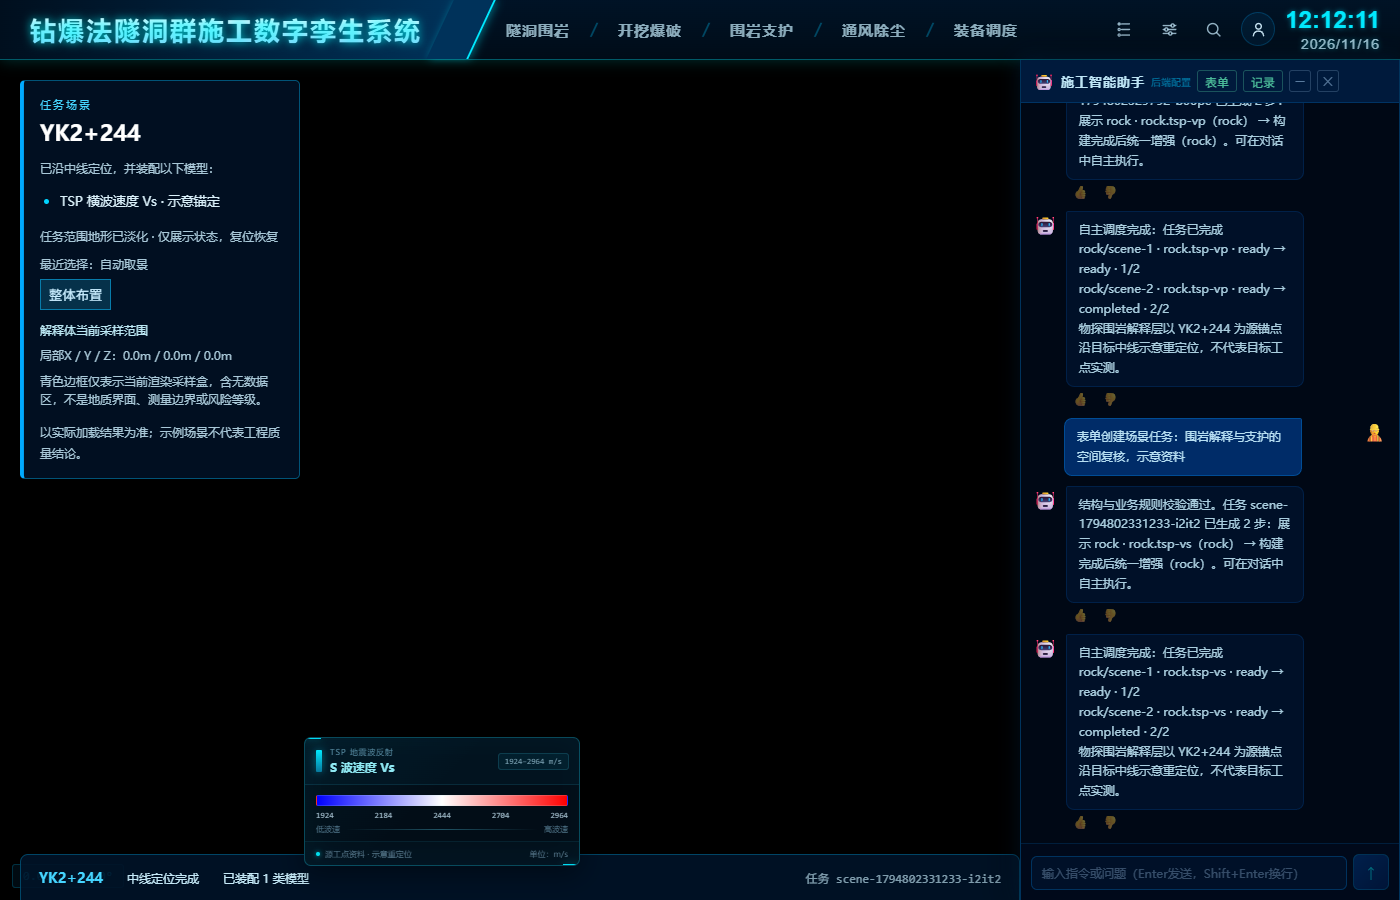 钻爆法隧洞群施工数字孪生系统
隧洞围岩 / 开挖爆破 / 围岩支护 / 通风除尘 / 装备调度
12:12:11
2026/11/16
任务场景
YK2+244
已沿中线定位，并装配以下模型：
• TSP 横波速度 Vs · 示意锚定
任务范围地形已淡化 · 仅展示状态，复位恢复
最近选择：自动取景
整体布置
解释体当前采样范围
局部X / Y / Z：0.0m / 0.0m / 0.0m
青色边框仅表示当前渲染采样盒，含无数据
区，不是地质界面、测量边界或风险等级。
以实际加载结果为准；示例场景不代表工程质
量结论。
TSP 地震波反射
S 波速度 Vs
1924–2964 m/s
1924 2184 2444 2704 2964
低波速 高波速
源工点资料 · 示意重定位 单位：m/s
YK2+244 中线定位完成 已装配 1 类模型
任务 scene-1794802331233-i2it2
施工智能助手 后端配置 表单 记录
展示 rock · rock.tsp-vp（rock） → 构
建完成后统一增强（rock）。可在对话
中自主执行。
自主调度完成：任务已完成
rock/scene-1 · rock.tsp-vp · ready →
ready · 1/2
rock/scene-2 · rock.tsp-vp · ready →
completed · 2/2
物探围岩解释层以 YK2+244 为源锚点
沿目标中线示意重定位，不代表目标工
点实测。
表单创建场景任务：围岩解释与支护的
空间复核，示意资料
结构与业务规则校验通过。任务 scene-
1794802331233-i2it2 已生成 2 步：展
示 rock · rock.tsp-vs（rock） → 构建
完成后统一增强（rock）。可在对话中
自主执行。
自主调度完成：任务已完成
rock/scene-1 · rock.tsp-vs · ready →
ready · 1/2
rock/scene-2 · rock.tsp-vs · ready →
completed · 2/2
物探围岩解释层以 YK2+244 为源锚点
沿目标中线示意重定位，不代表目标工
点实测。
输入指令或问题（Enter发送，Shift+Enter换行）